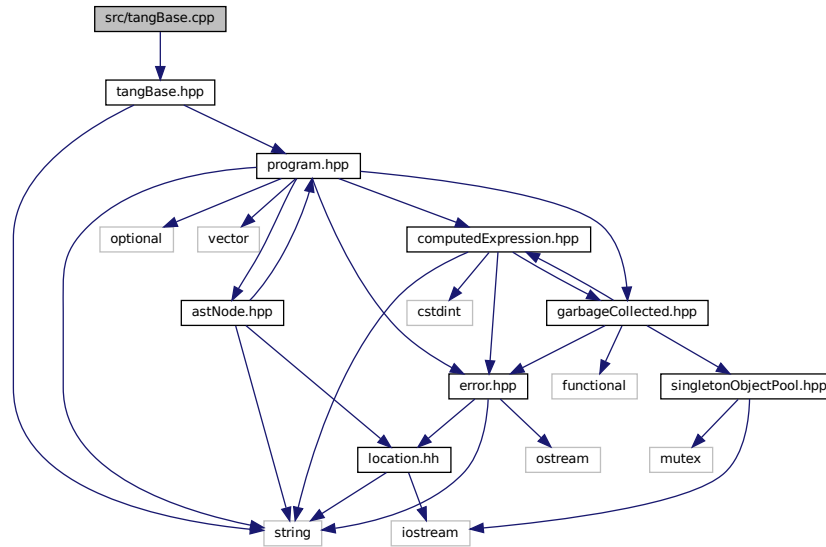 src/tangBase.cpp
tangBase.hpp
program.hpp
optional
vector
computedExpression.hpp
astNode.hpp
cstdint
garbageCollected.hpp
error.hpp
functional
singletonObjectPool.hpp
location.hh
ostream
mutex
string
iostream